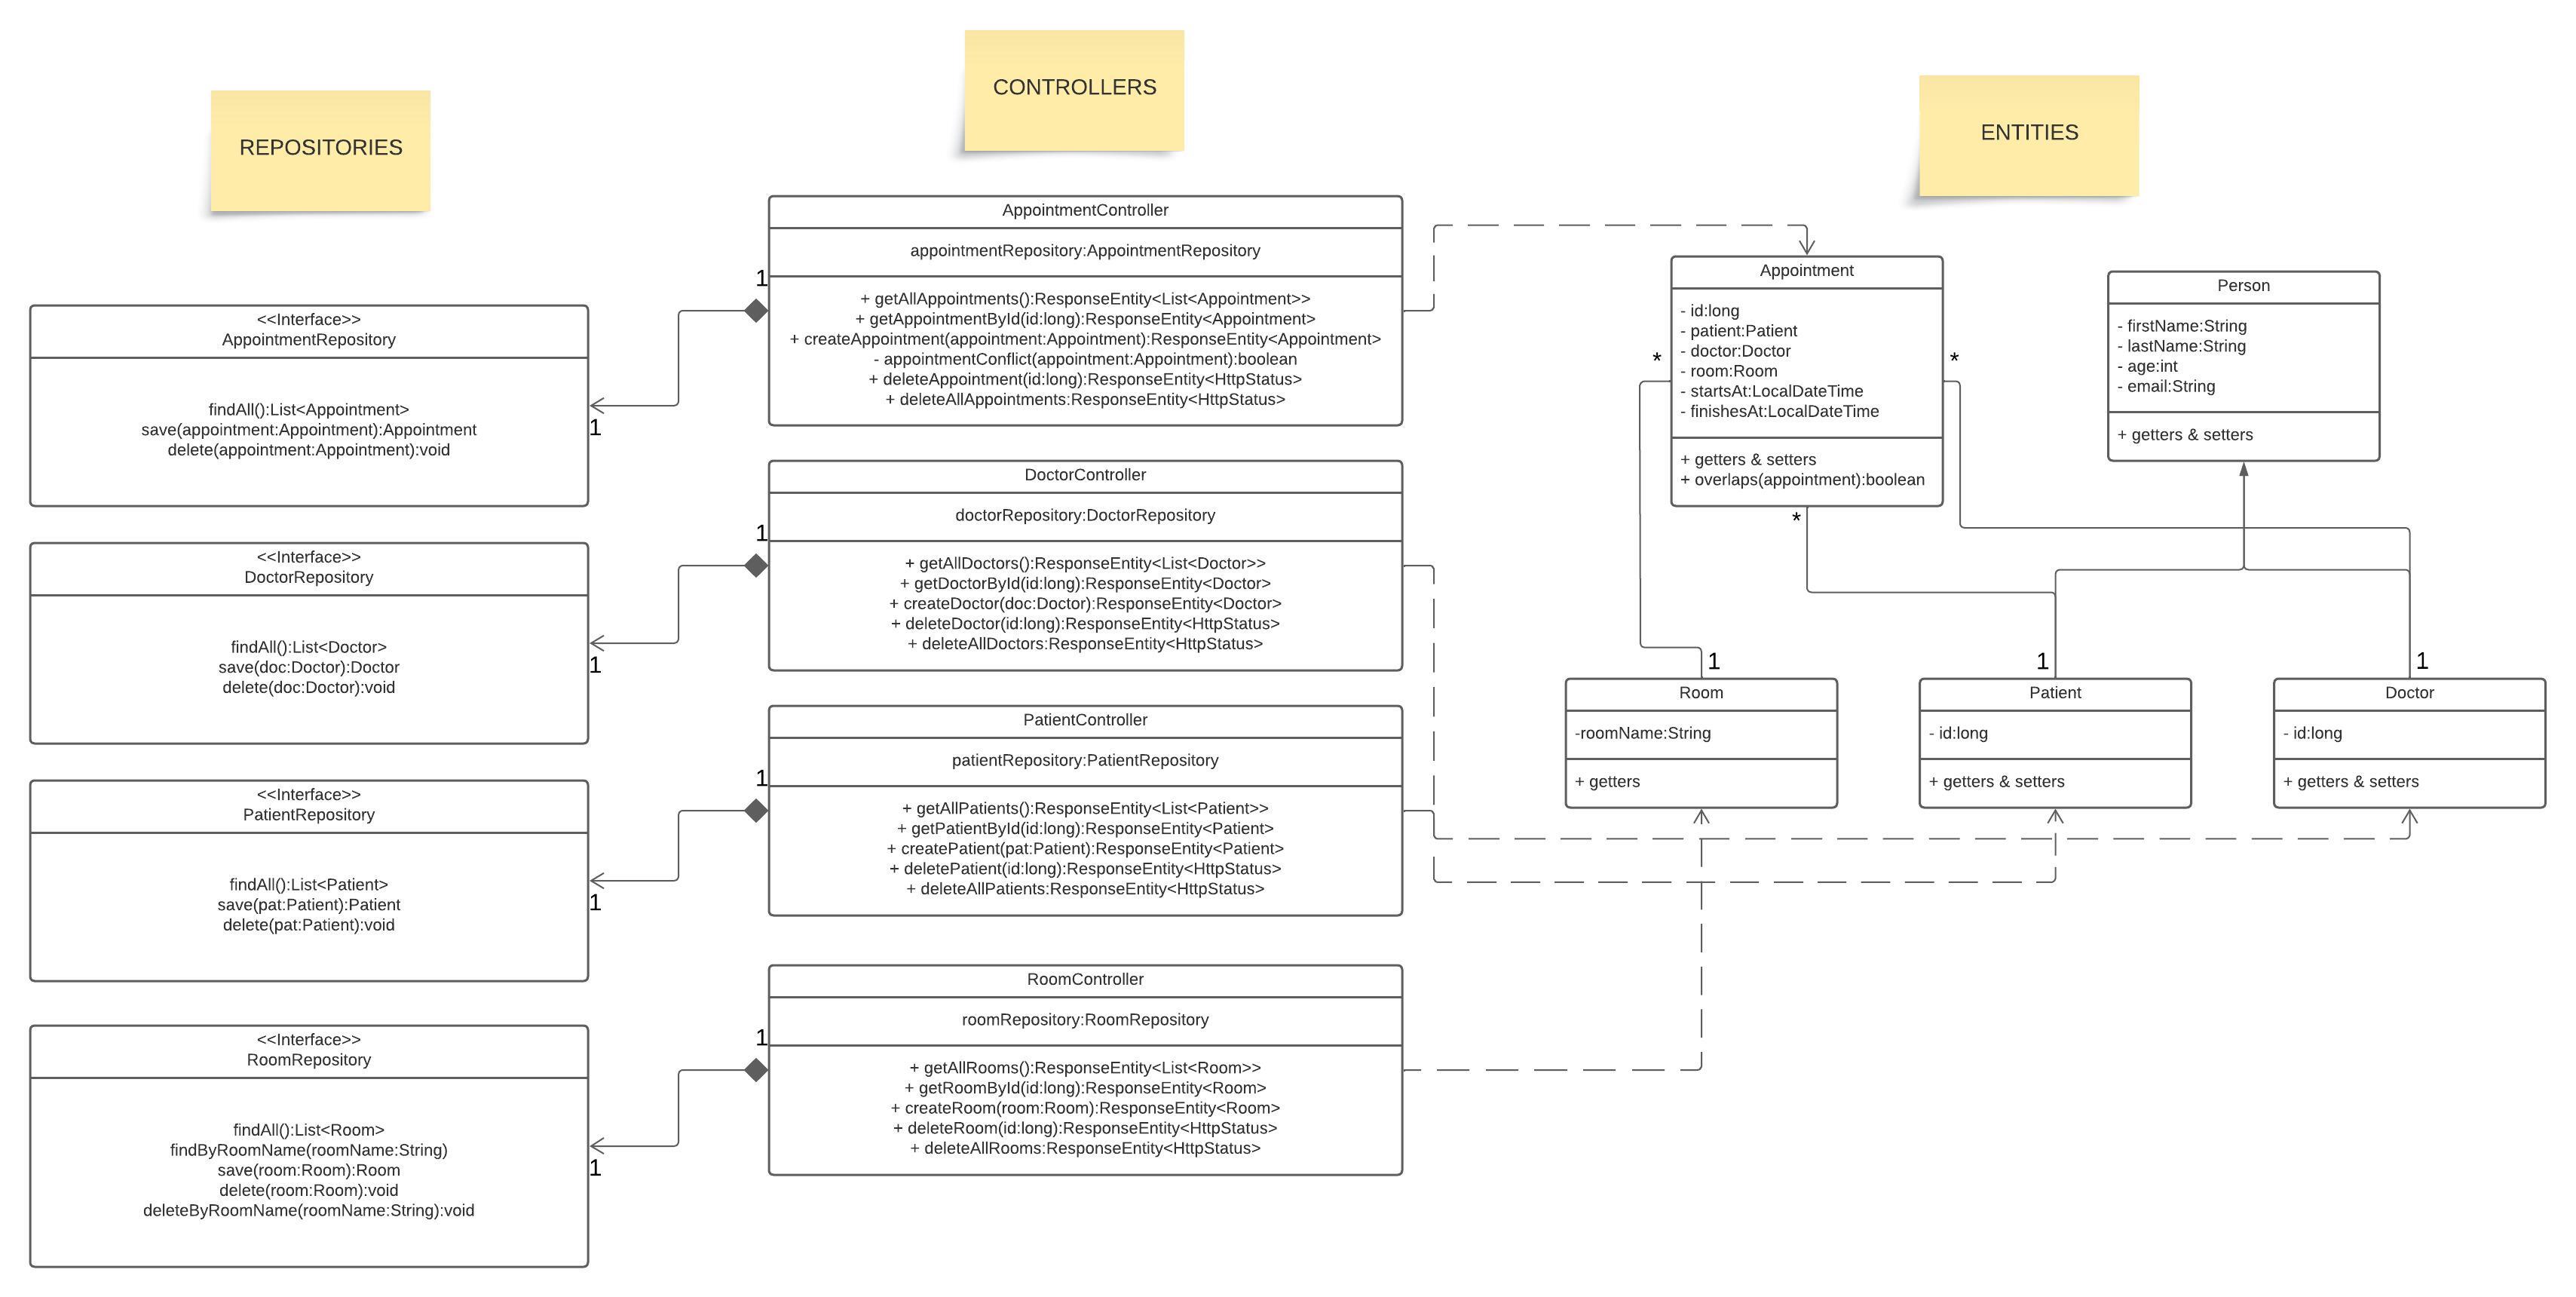 REPOSITORIES
CONTROLLERS
ENTITIES
<<Interface>>
AppointmentRepository
findAll():List<Appointment>
save(appointment:Appointment):Appointment
delete(appointment:Appointment):void
1
<<Interface>>
DoctorRepository
findAll():List<Doctor>
save(doc:Doctor):Doctor
delete(doc:Doctor):void
1
<<Interface>>
PatientRepository
findAll():List<Patient>
save(pat:Patient):Patient
delete(pat:Patient):void
1
<<Interface>>
RoomRepository
findAll():List<Room>
findByRoomName(roomName:String)
save(room:Room):Room
delete(room:Room):void
deleteByRoomName(roomName:String):void
1
AppointmentController
appointmentRepository:AppointmentRepository
1
+ getAllAppointments():ResponseEntity<List<Appointment>>
+ getAppointmentById(id:long):ResponseEntity<Appointment>
+ createAppointment(appointment:Appointment):ResponseEntity<Appointment>
- appointmentConflict(appointment:Appointment):boolean
+ deleteAppointment(id:long):ResponseEntity<HttpStatus>
+ deleteAllAppointments:ResponseEntity<HttpStatus>
DoctorController
doctorRepository:DoctorRepository
1
+ getAllDoctors():ResponseEntity<List<Doctor>>
+ getDoctorById(id:long):ResponseEntity<Doctor>
+ createDoctor(doc:Doctor):ResponseEntity<Doctor>
+ deleteDoctor(id:long):ResponseEntity<HttpStatus>
+ deleteAllDoctors:ResponseEntity<HttpStatus>
PatientController
patientRepository:PatientRepository
1
+ getAllPatients():ResponseEntity<List<Patient>>
+ getPatientById(id:long):ResponseEntity<Patient>
+ createPatient(pat:Patient):ResponseEntity<Patient>
+ deletePatient(id:long):ResponseEntity<HttpStatus>
+ deleteAllPatients:ResponseEntity<HttpStatus>
RoomController
roomRepository:RoomRepository
1
+ getAllRooms():ResponseEntity<List<Room>>
+ getRoomById(id:long):ResponseEntity<Room>
+ createRoom(room:Room):ResponseEntity<Room>
+ deleteRoom(id:long):ResponseEntity<HttpStatus>
+ deleteAllRooms:ResponseEntity<HttpStatus>
Appointment
- id:long
- patient:Patient
- doctor:Doctor
- room:Room
- startsAt:LocalDateTime
- finishesAt:LocalDateTime
+ getters & setters
+ overlaps(appointment):boolean
*
*
*
Person
- firstName:String
- lastName:String
- age:int
- email:String
+ getters & setters
1
Room
-roomName:String
+ getters
1
Patient
- id:long
+ getters & setters
1
Doctor
- id:long
+ getters & setters